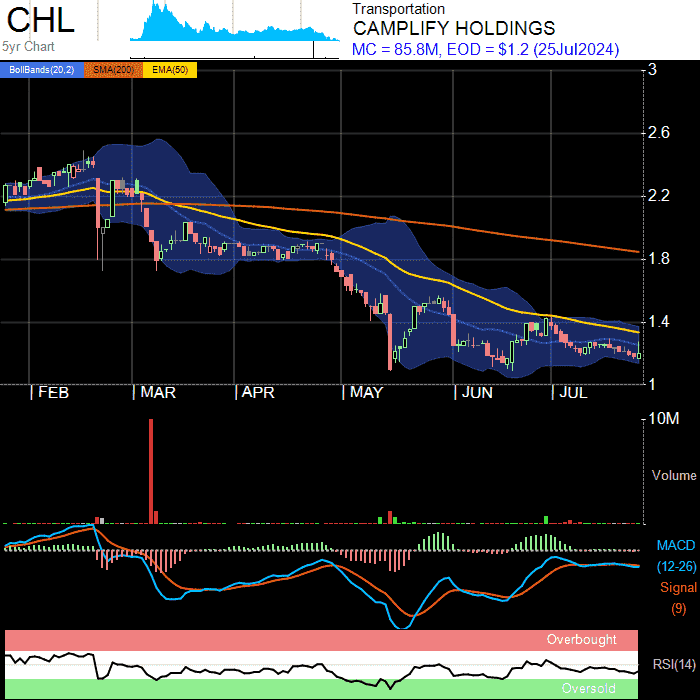 CHL
5yr Chart
Transportation
CAMPLIFY HOLDINGS
MC = 85.8M, EOD = $1.2 (25Jul2024)
BollBands(20,2) SMA(200) EMA(50)
3
2.6
2.2
1.8
1.4
1
FEB MAR APR MAY JUN JUL
10M
Volume
MACD
(12-26)
Signal
(9)
Overbought
RSI(14)
Oversold